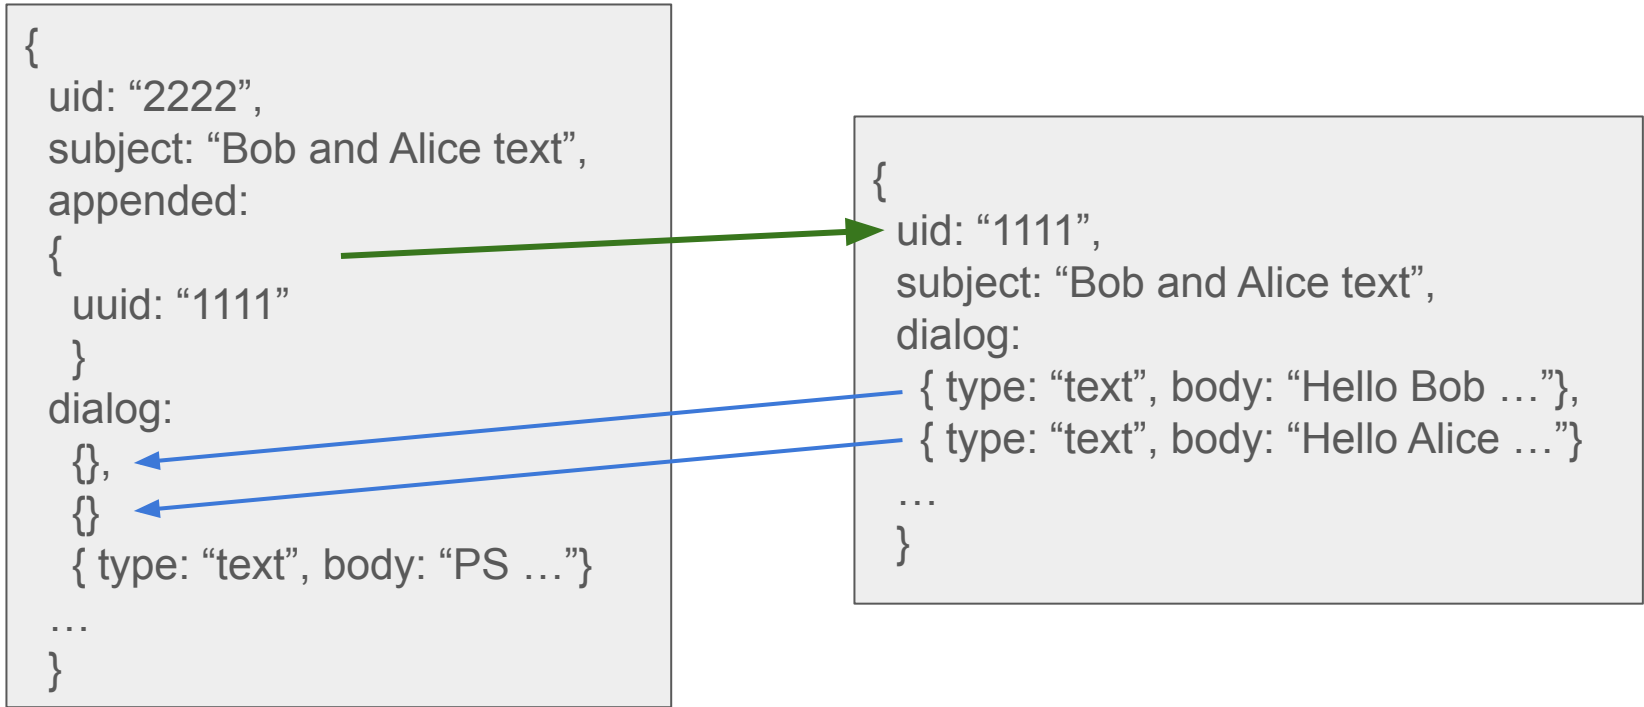 {
uid: “2222”,
subject: “Bob and Alice text”,
appended:
{
uuid: “1111”
}
dialog:
{},
{}
{ type: “text”, body: “PS …”}
…
}
{
uid: “1111”,
subject: “Bob and Alice text”,
dialog:
{ type: “text”, body: “Hello Bob …”},
{ type: “text”, body: “Hello Alice …”}
…
}